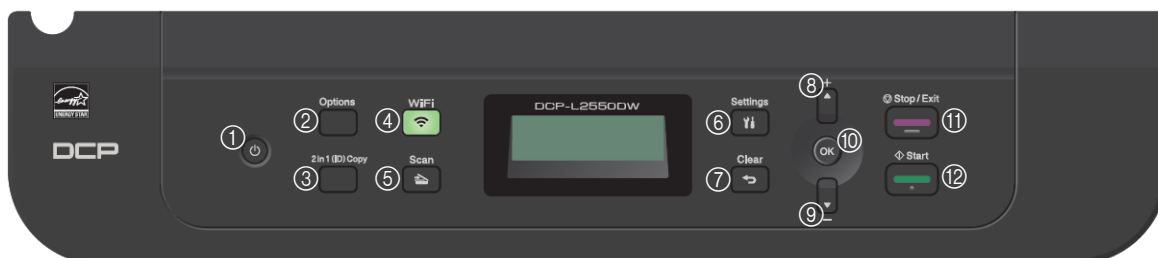 DCP
ENERGY STAR
①
Options
②
2 in 1 (ID) Copy
③
WiFi
④
Scan
⑤
DCP-L2550DW
Settings
⑥
Clear
⑦
⑧
+
OK
⑩
⑨
−
Stop / Exit
⑪
Start
⑫